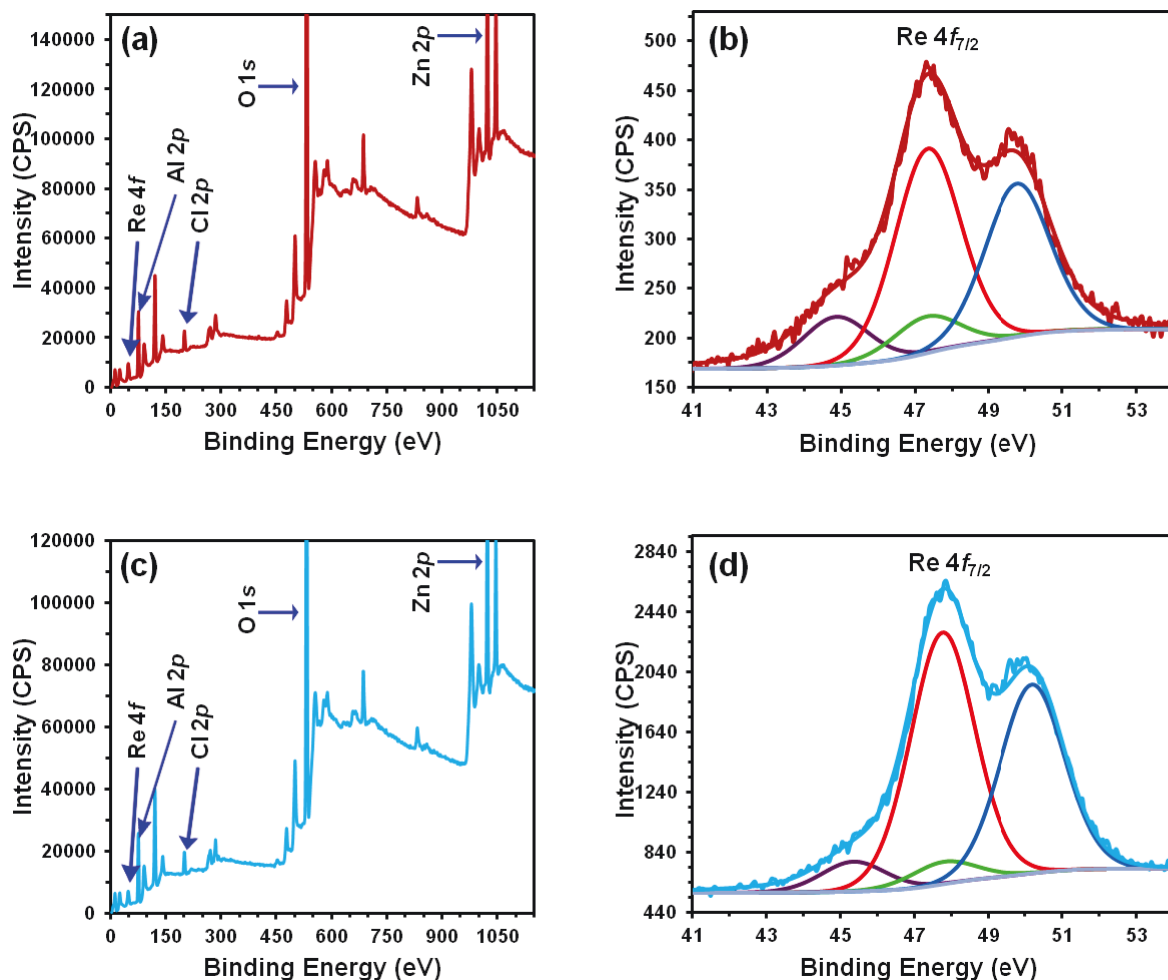 (a)
Intensity (CPS)
140000
120000
100000
80000
60000
40000
20000
0
Re 4f
Al 2p
Cl 2p
O 1s
Zn 2p
0 150 300 450 600 750 900 1050
Binding Energy (eV)
(b)
Re 4f7/2
Intensity (CPS)
500
450
400
350
300
250
200
150
41 43 45 47 49 51 53
Binding Energy (eV)
(c)
Intensity (CPS)
120000
100000
80000
60000
40000
20000
0
Re 4f
Al 2p
Cl 2p
O 1s
Zn 2p
0 150 300 450 600 750 900 1050
Binding Energy (eV)
(d)
Re 4f7/2
Intensity (CPS)
2840
2440
2040
1640
1240
840
440
41 43 45 47 49 51 53
Binding Energy (eV)